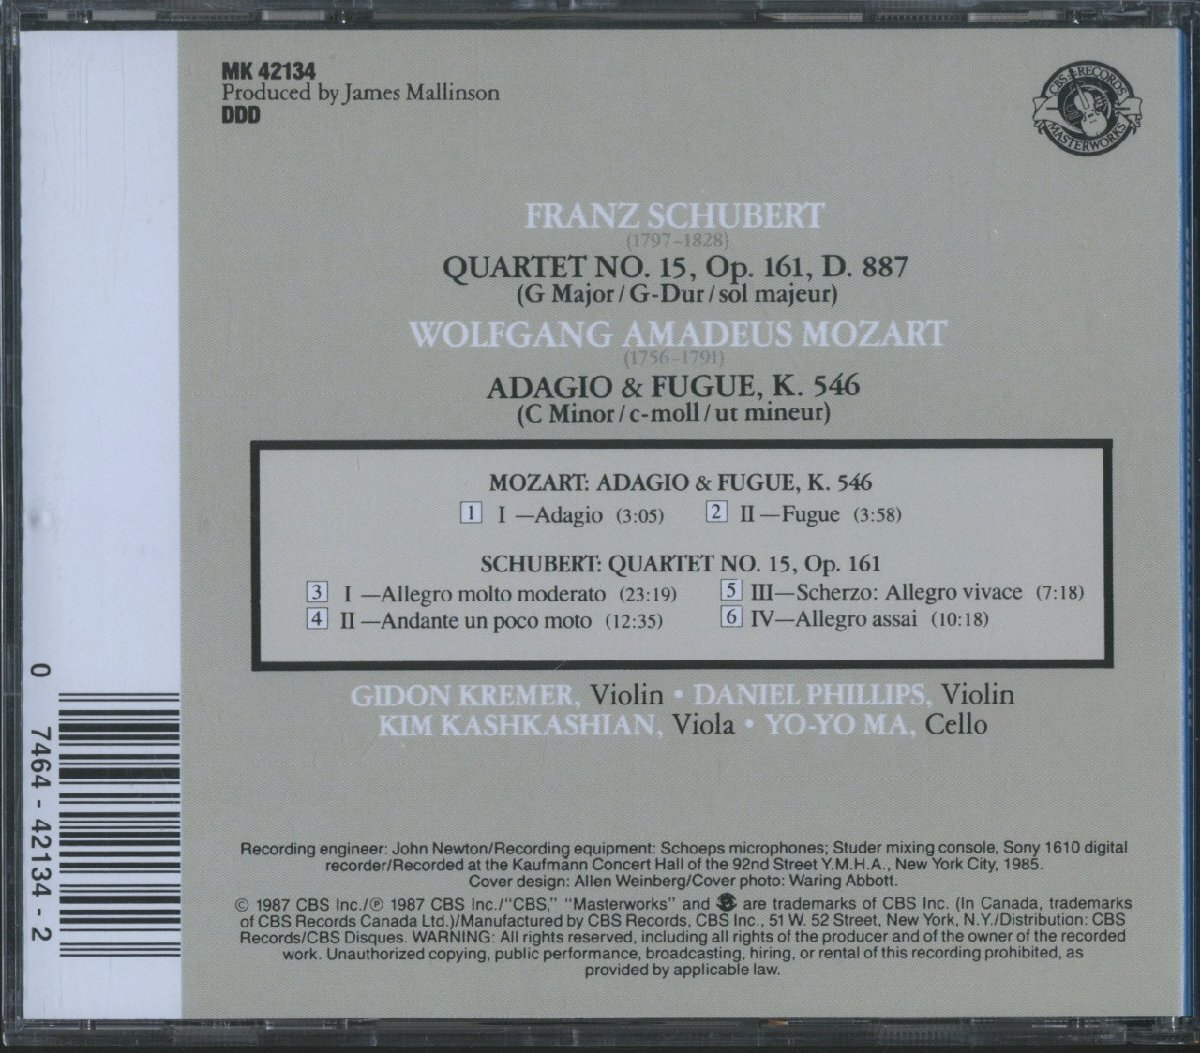 MK 42134
Produced by James Mallinson
DDD
CBS RECORDS
MASTERWORKS
FRANZ SCHUBERT
(1797–1828)
QUARTET NO. 15, Op. 161, D. 887
(G Major/G-Dur/sol majeur)
WOLFGANG AMADEUS MOZART
(1756–1791)
ADAGIO & FUGUE, K. 546
(C Minor/c-moll/ut mineur)
MOZART: ADAGIO & FUGUE, K. 546
1 I —Adagio (3:05) 2 II—Fugue (3:58)
SCHUBERT: QUARTET NO. 15, Op. 161
3 I —Allegro molto moderato (23:19) 5 III—Scherzo: Allegro vivace (7:18)
4 II —Andante un poco moto (12:35) 6 IV—Allegro assai (10:18)
GIDON KREMER, Violin • DANIEL PHILLIPS, Violin
KIM KASHKASHIAN, Viola • YO-YO MA, Cello
Recording engineer: John Newton/Recording equipment: Schoeps microphones; Studer mixing console, Sony 1610 digital
recorder/Recorded at the Kaufmann Concert Hall of the 92nd Street Y.M.H.A., New York City, 1985.
Cover design: Allen Weinberg/Cover photo: Waring Abbott.
© 1987 CBS Inc./℗ 1987 CBS Inc./"CBS," "Masterworks" and are trademarks of CBS Inc. (In Canada, trademarks
of CBS Records Canada Ltd.)/Manufactured by CBS Records, CBS Inc., 51 W. 52 Street, New York, N.Y./Distribution: CBS
Records/CBS Disques. WARNING: All rights reserved, including all rights of the producer and of the owner of the recorded
work. Unauthorized copying, public performance, broadcasting, hiring, or rental of this recording prohibited, as
provided by applicable law.
0 7464-42134-2